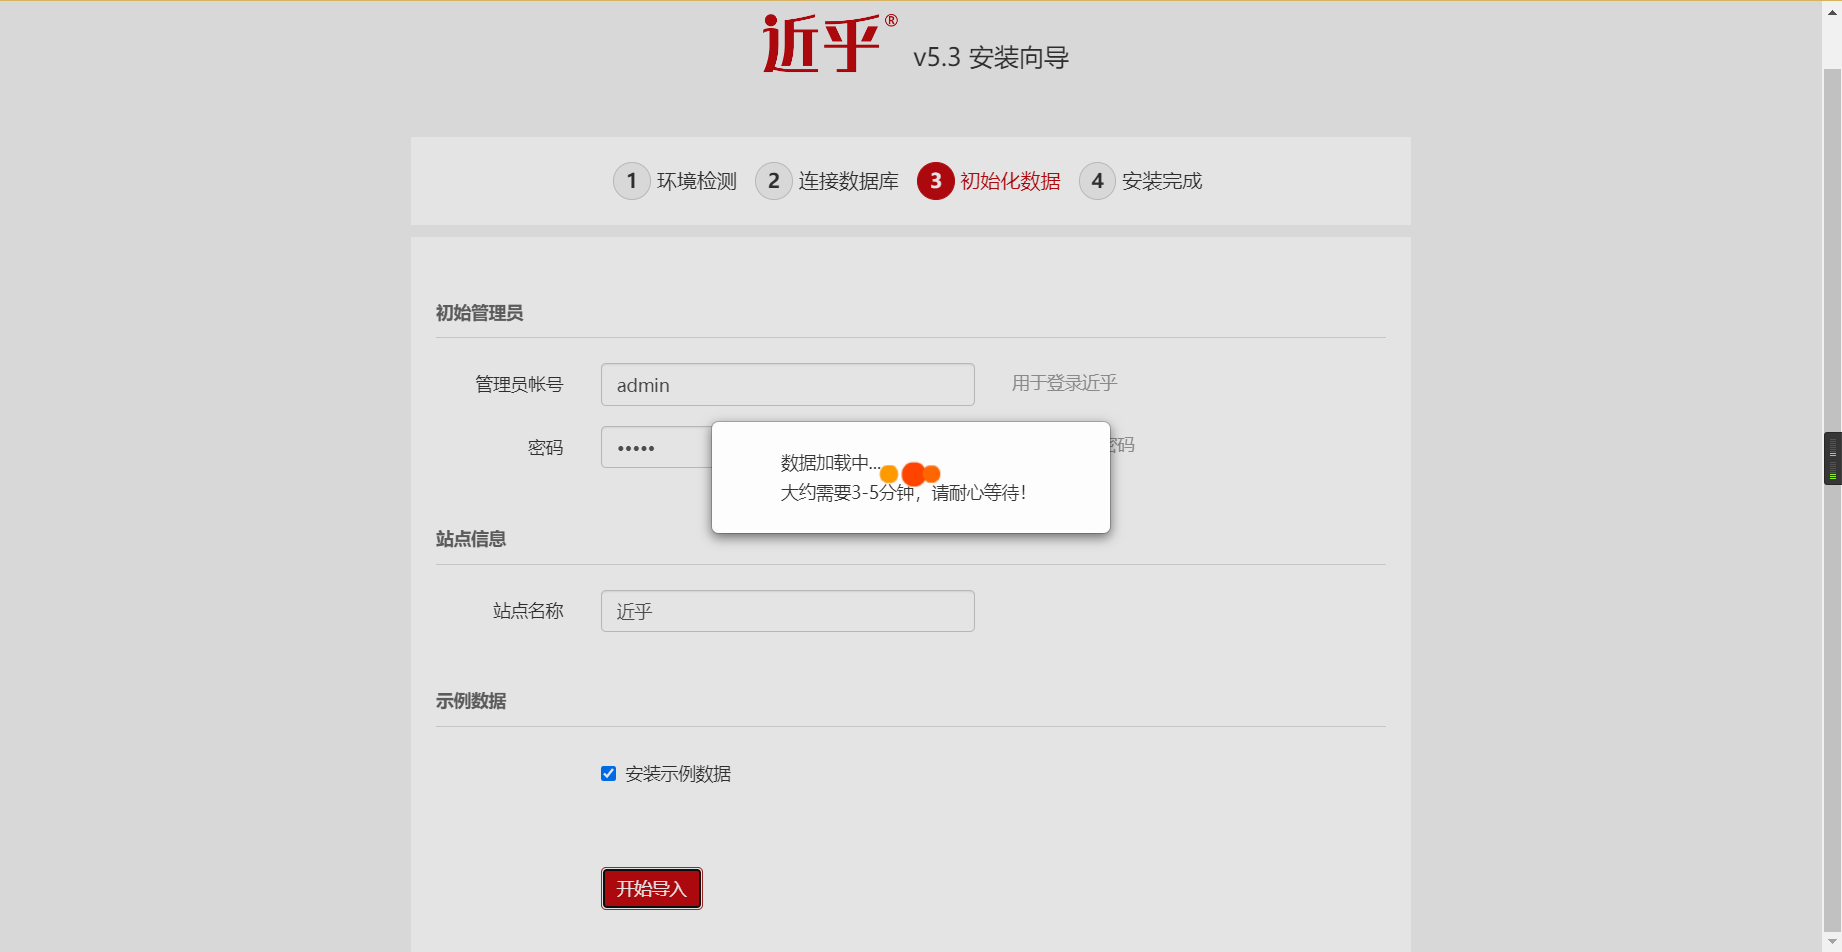 近乎® v5.3 安装向导
1 环境检测 2 连接数据库 3 初始化数据 4 安装完成
初始管理员
管理员帐号 admin 用于登录近乎
密码 ••••• 密码
数据加载中...
大约需要3-5分钟，请耐心等待！
站点信息
站点名称 近乎
示例数据
安装示例数据
开始导入